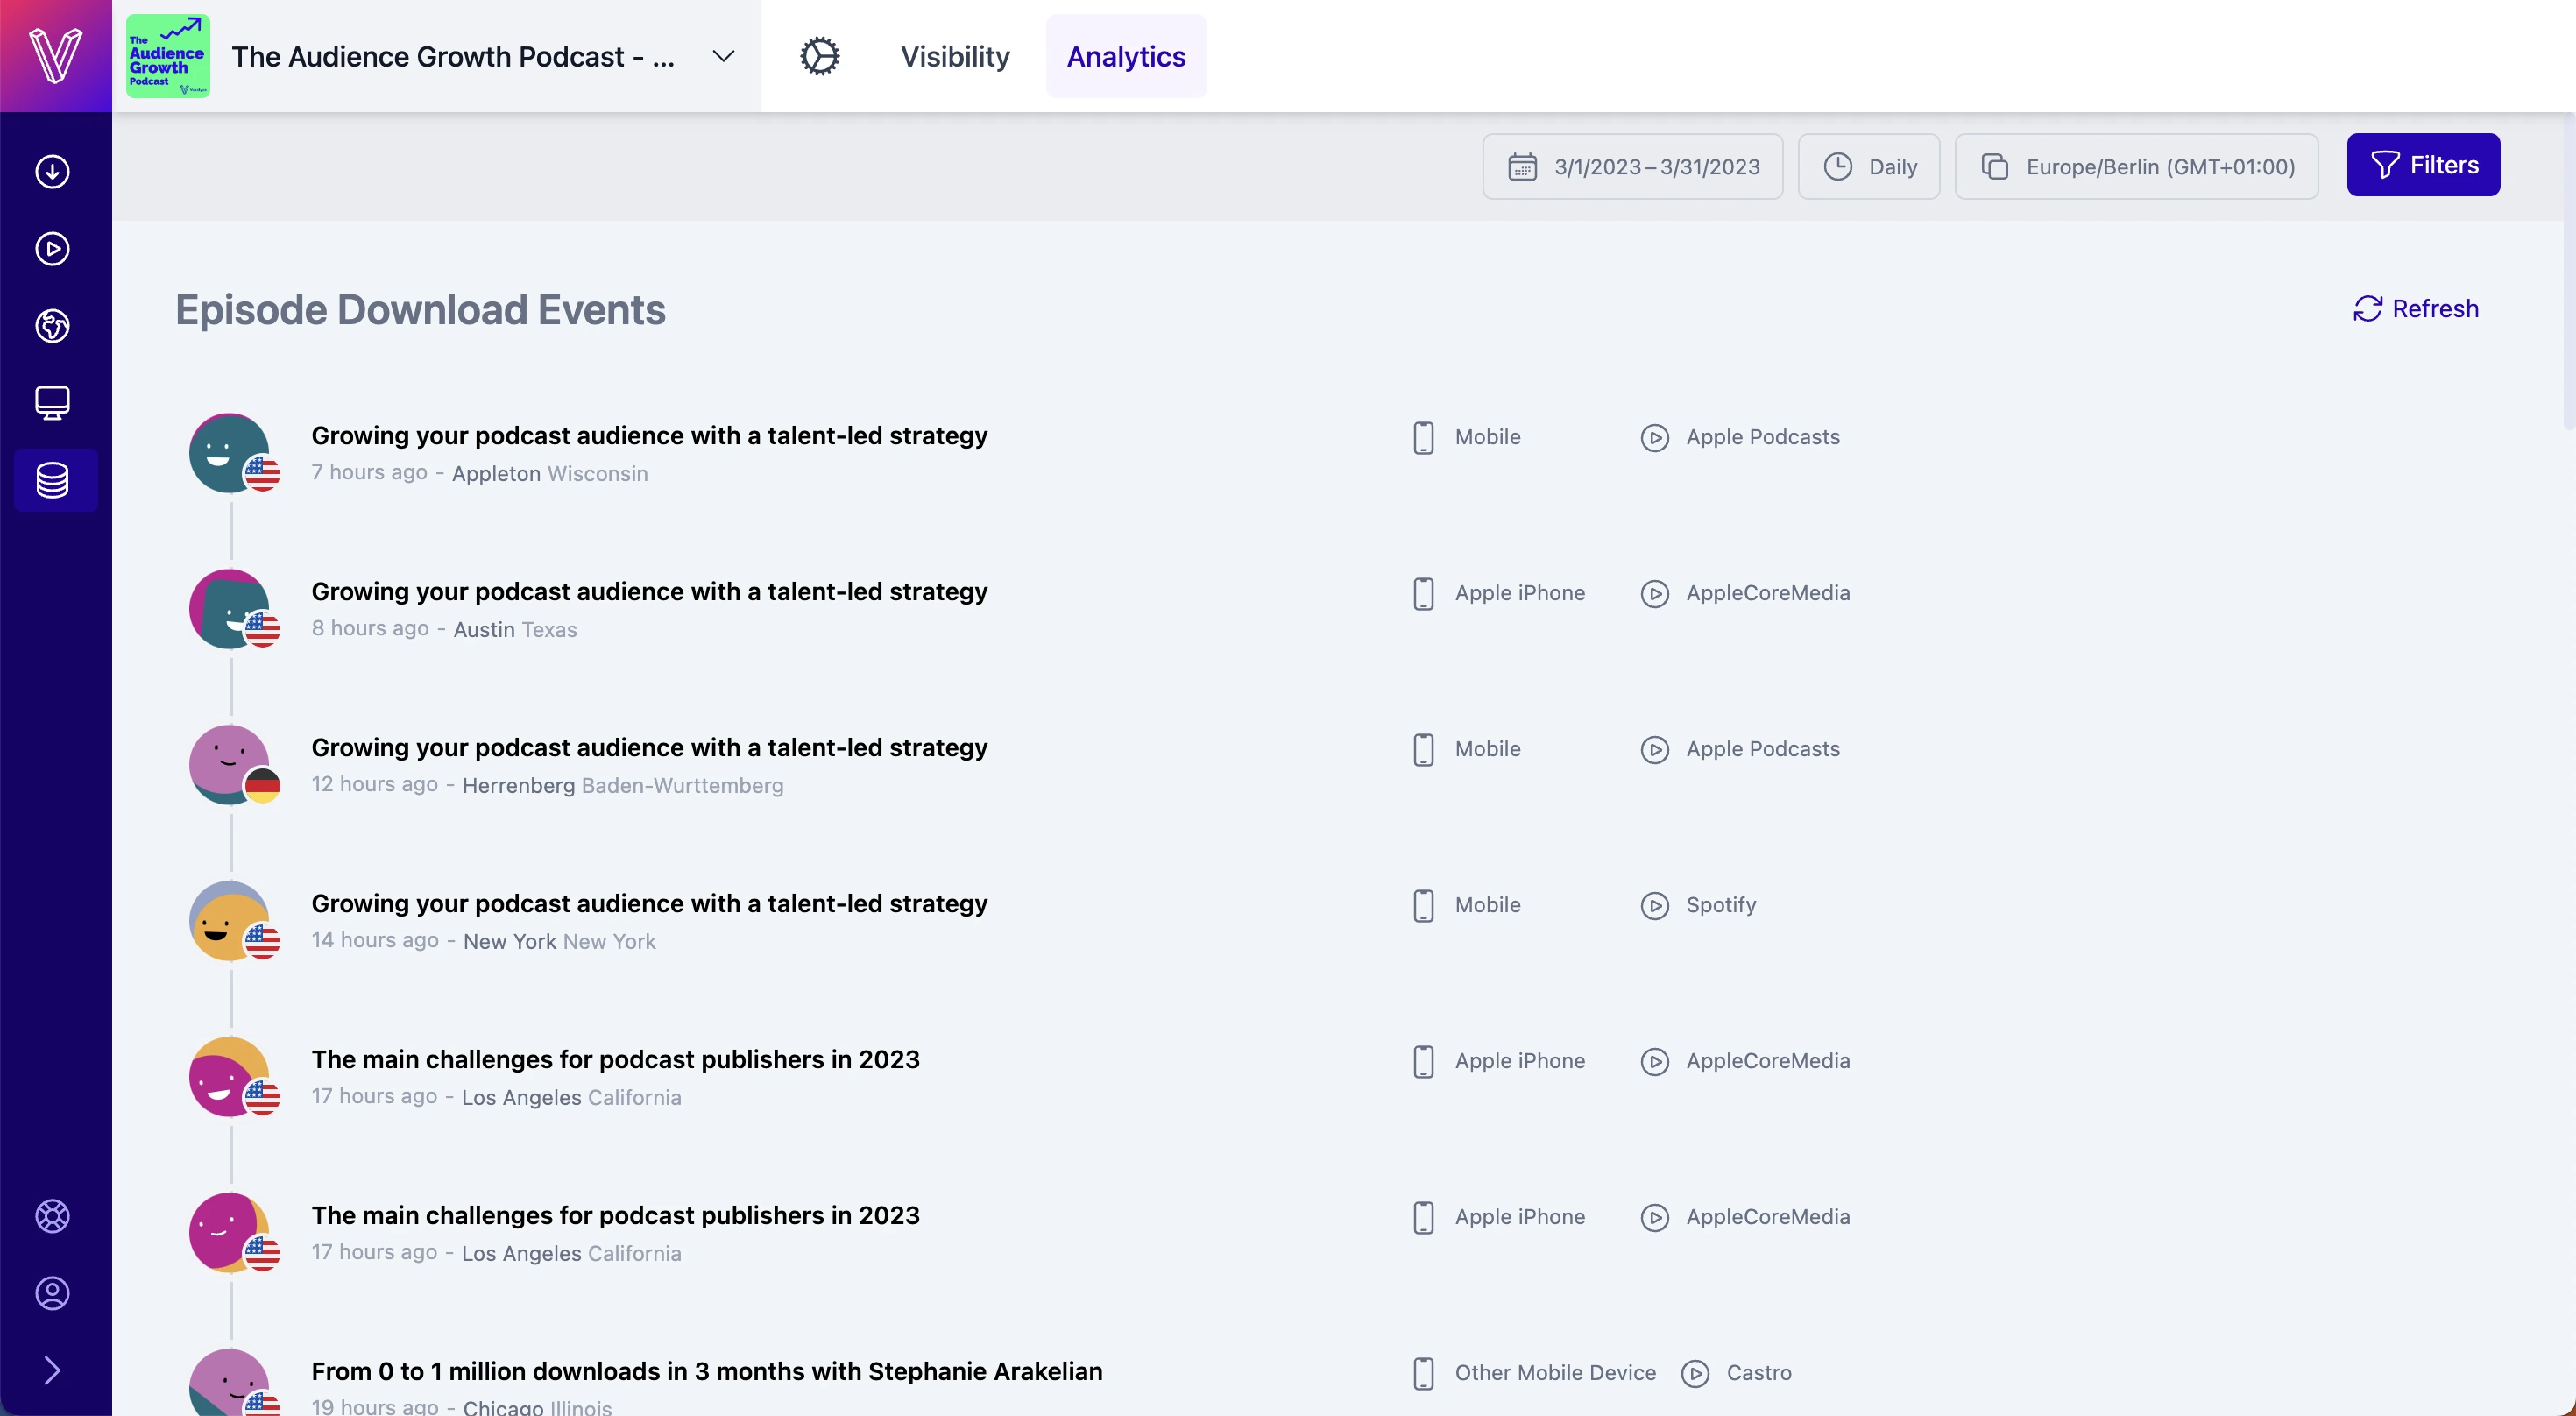 The
Audience
Growth
Podcast
The Audience Growth Podcast - ...
Visibility
Analytics
3/1/2023 – 3/31/2023
Daily
Europe/Berlin (GMT+01:00)
Filters
Episode Download Events
Refresh
Growing your podcast audience with a talent-led strategy
Mobile
Apple Podcasts
7 hours ago - Appleton Wisconsin
Growing your podcast audience with a talent-led strategy
Apple iPhone
AppleCoreMedia
8 hours ago - Austin Texas
Growing your podcast audience with a talent-led strategy
Mobile
Apple Podcasts
12 hours ago - Herrenberg Baden-Wurttemberg
Growing your podcast audience with a talent-led strategy
Mobile
Spotify
14 hours ago - New York New York
The main challenges for podcast publishers in 2023
Apple iPhone
AppleCoreMedia
17 hours ago - Los Angeles California
The main challenges for podcast publishers in 2023
Apple iPhone
AppleCoreMedia
17 hours ago - Los Angeles California
From 0 to 1 million downloads in 3 months with Stephanie Arakelian
Other Mobile Device
Castro
19 hours ago - Chicago Illinois